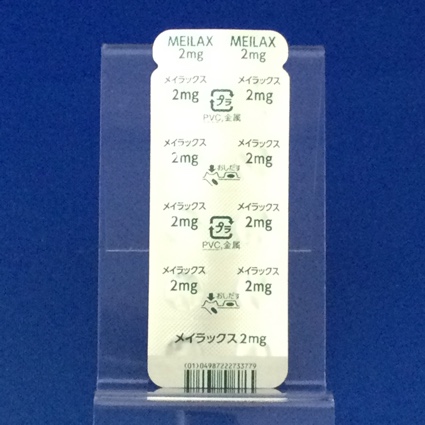 MEILAX MEILAX
2mg 2mg
メイラックス メイラックス
2mg 2mg
プラ
PVC,金属
メイラックス メイラックス
2mg 2mg
おしだす
メイラックス メイラックス
2mg 2mg
プラ
PVC,金属
メイラックス メイラックス
2mg 2mg
おしだす
メイラックス2mg
(01)04987222733779